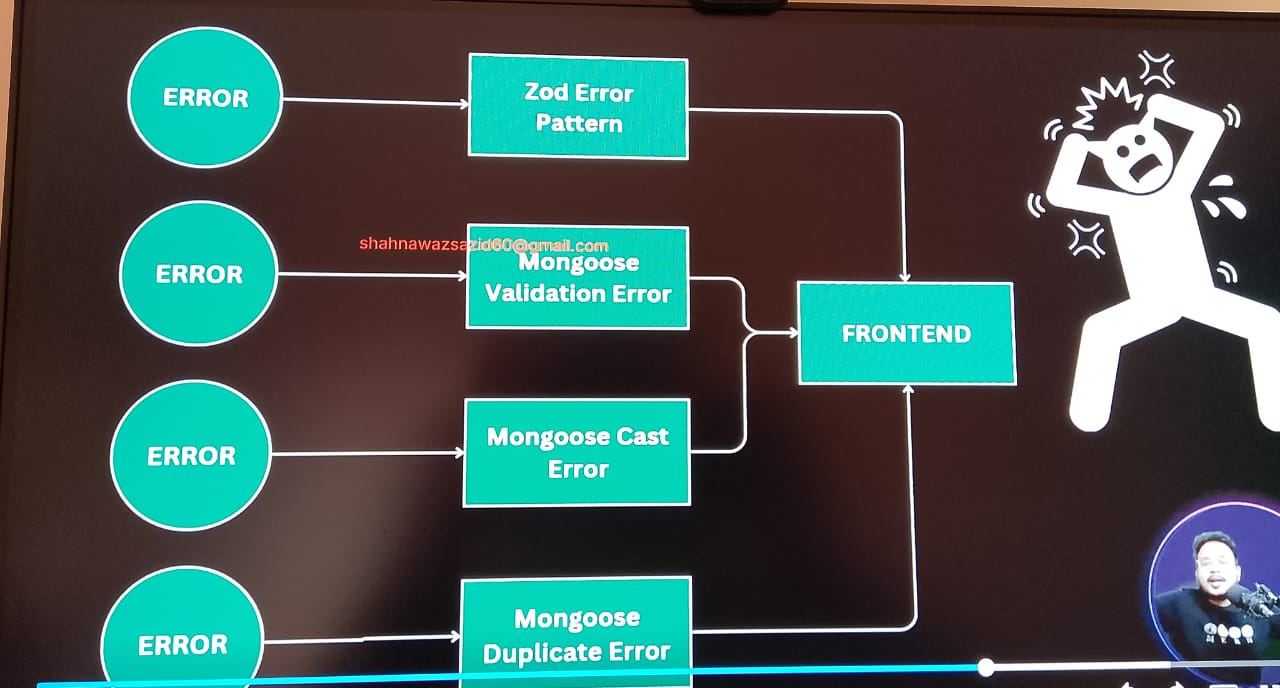 ERROR
Zod Error
Pattern
ERROR
shahnawazsazid60@gmail.com
Mongoose
Validation Error
FRONTEND
ERROR
Mongoose Cast
Error
ERROR
Mongoose
Duplicate Error